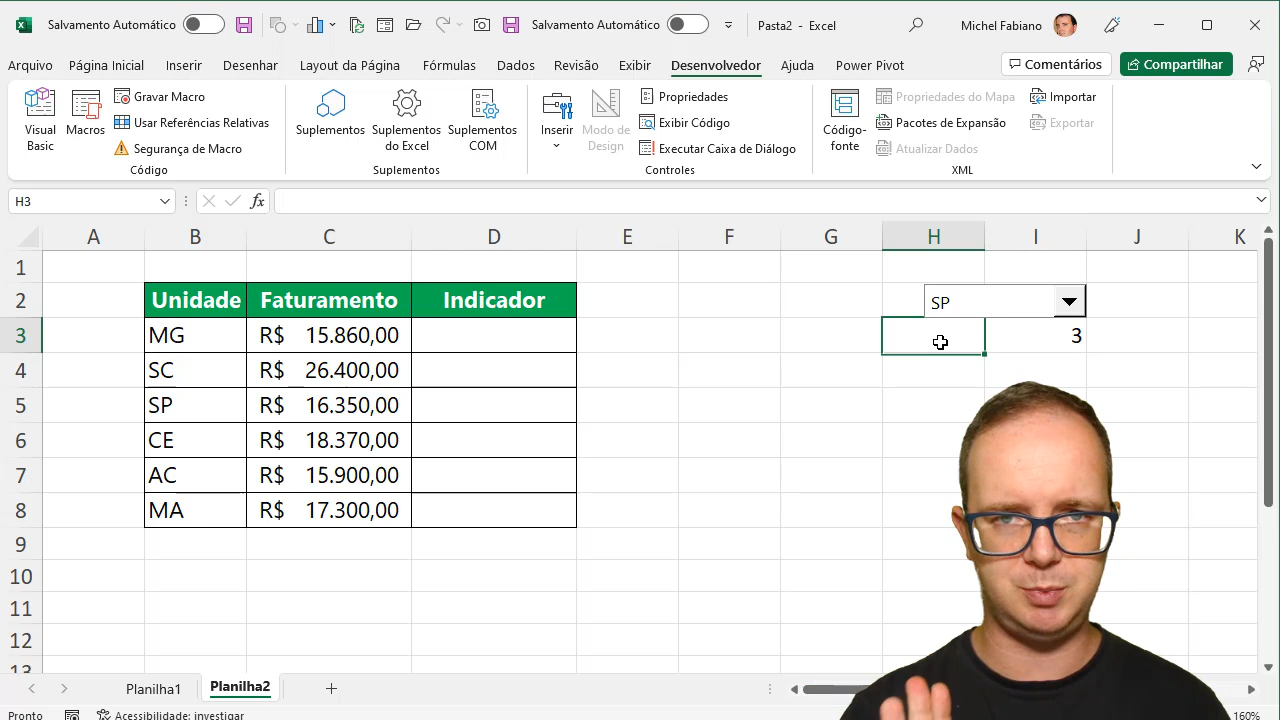 Salvamento Automático
Salvamento Automático
Pasta2 - Excel
Michel Fabiano
Arquivo
Página Inicial
Inserir
Desenhar
Layout da Página
Fórmulas
Dados
Revisão
Exibir
Desenvolvedor
Ajuda
Power Pivot
Comentários
Compartilhar
Visual
Basic
Macros
Gravar Macro
Usar Referências Relativas
Segurança de Macro
Código
Suplementos
Suplementos
do Excel
Suplementos
COM
Suplementos
Inserir
Modo de
Design
Propriedades
Exibir Código
Executar Caixa de Diálogo
Controles
Código-
fonte
Propriedades do Mapa
Pacotes de Expansão
Atualizar Dados
Importar
Exportar
XML
H3
fx
A B C D E F G H I J K
1
2 Unidade Faturamento Indicador SP
3 MG R$ 15.860,00 3
4 SC R$ 26.400,00
5 SP R$ 16.350,00
6 CE R$ 18.370,00
7 AC R$ 15.900,00
8 MA R$ 17.300,00
9
10
11
12
13
Planilha1
Planilha2
Pronto
Acessibilidade: investigar
160%